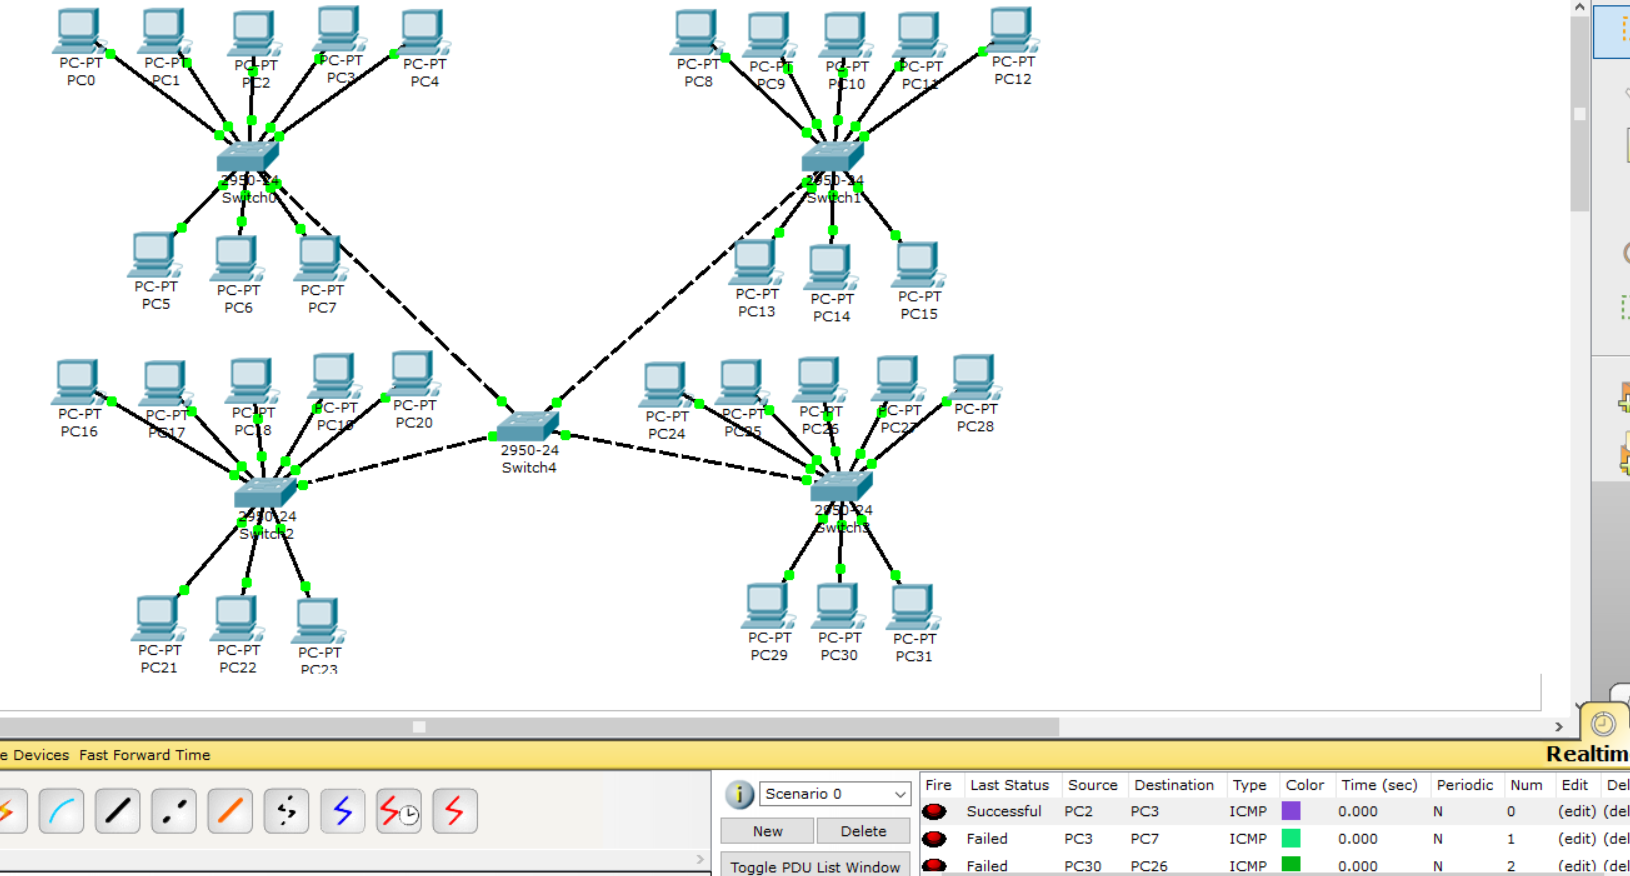 PC-PT
PC0
PC-PT
PC1
PC-PT
PC2
PC-PT
PC3
PC-PT
PC4
PC-PT
PC8
PC-PT
PC9
PC-PT
PC10
PC-PT
PC11
PC-PT
PC12
2950-24
Switch0
2950-24
Switch1
PC-PT
PC5
PC-PT
PC6
PC-PT
PC7
PC-PT
PC13
PC-PT
PC14
PC-PT
PC15
PC-PT
PC16
PC-PT
PC17
PC-PT
PC18
PC-PT
PC19
PC-PT
PC20
2950-24
Switch4
PC-PT
PC24
PC-PT
PC25
PC-PT
PC26
PC-PT
PC27
PC-PT
PC28
2950-24
Switch2
2950-24
Switch3
PC-PT
PC21
PC-PT
PC22
PC-PT
PC23
PC-PT
PC29
PC-PT
PC30
PC-PT
PC31
e Devices Fast Forward Time
Realtim
Scenario 0
New
Delete
Toggle PDU List Window
Fire Last Status Source Destination Type Color Time (sec) Periodic Num Edit Del
Successful PC2 PC3 ICMP 0.000 N 0 (edit) (del
Failed PC3 PC7 ICMP 0.000 N 1 (edit) (del
Failed PC30 PC26 ICMP 0.000 N 2 (edit) (del